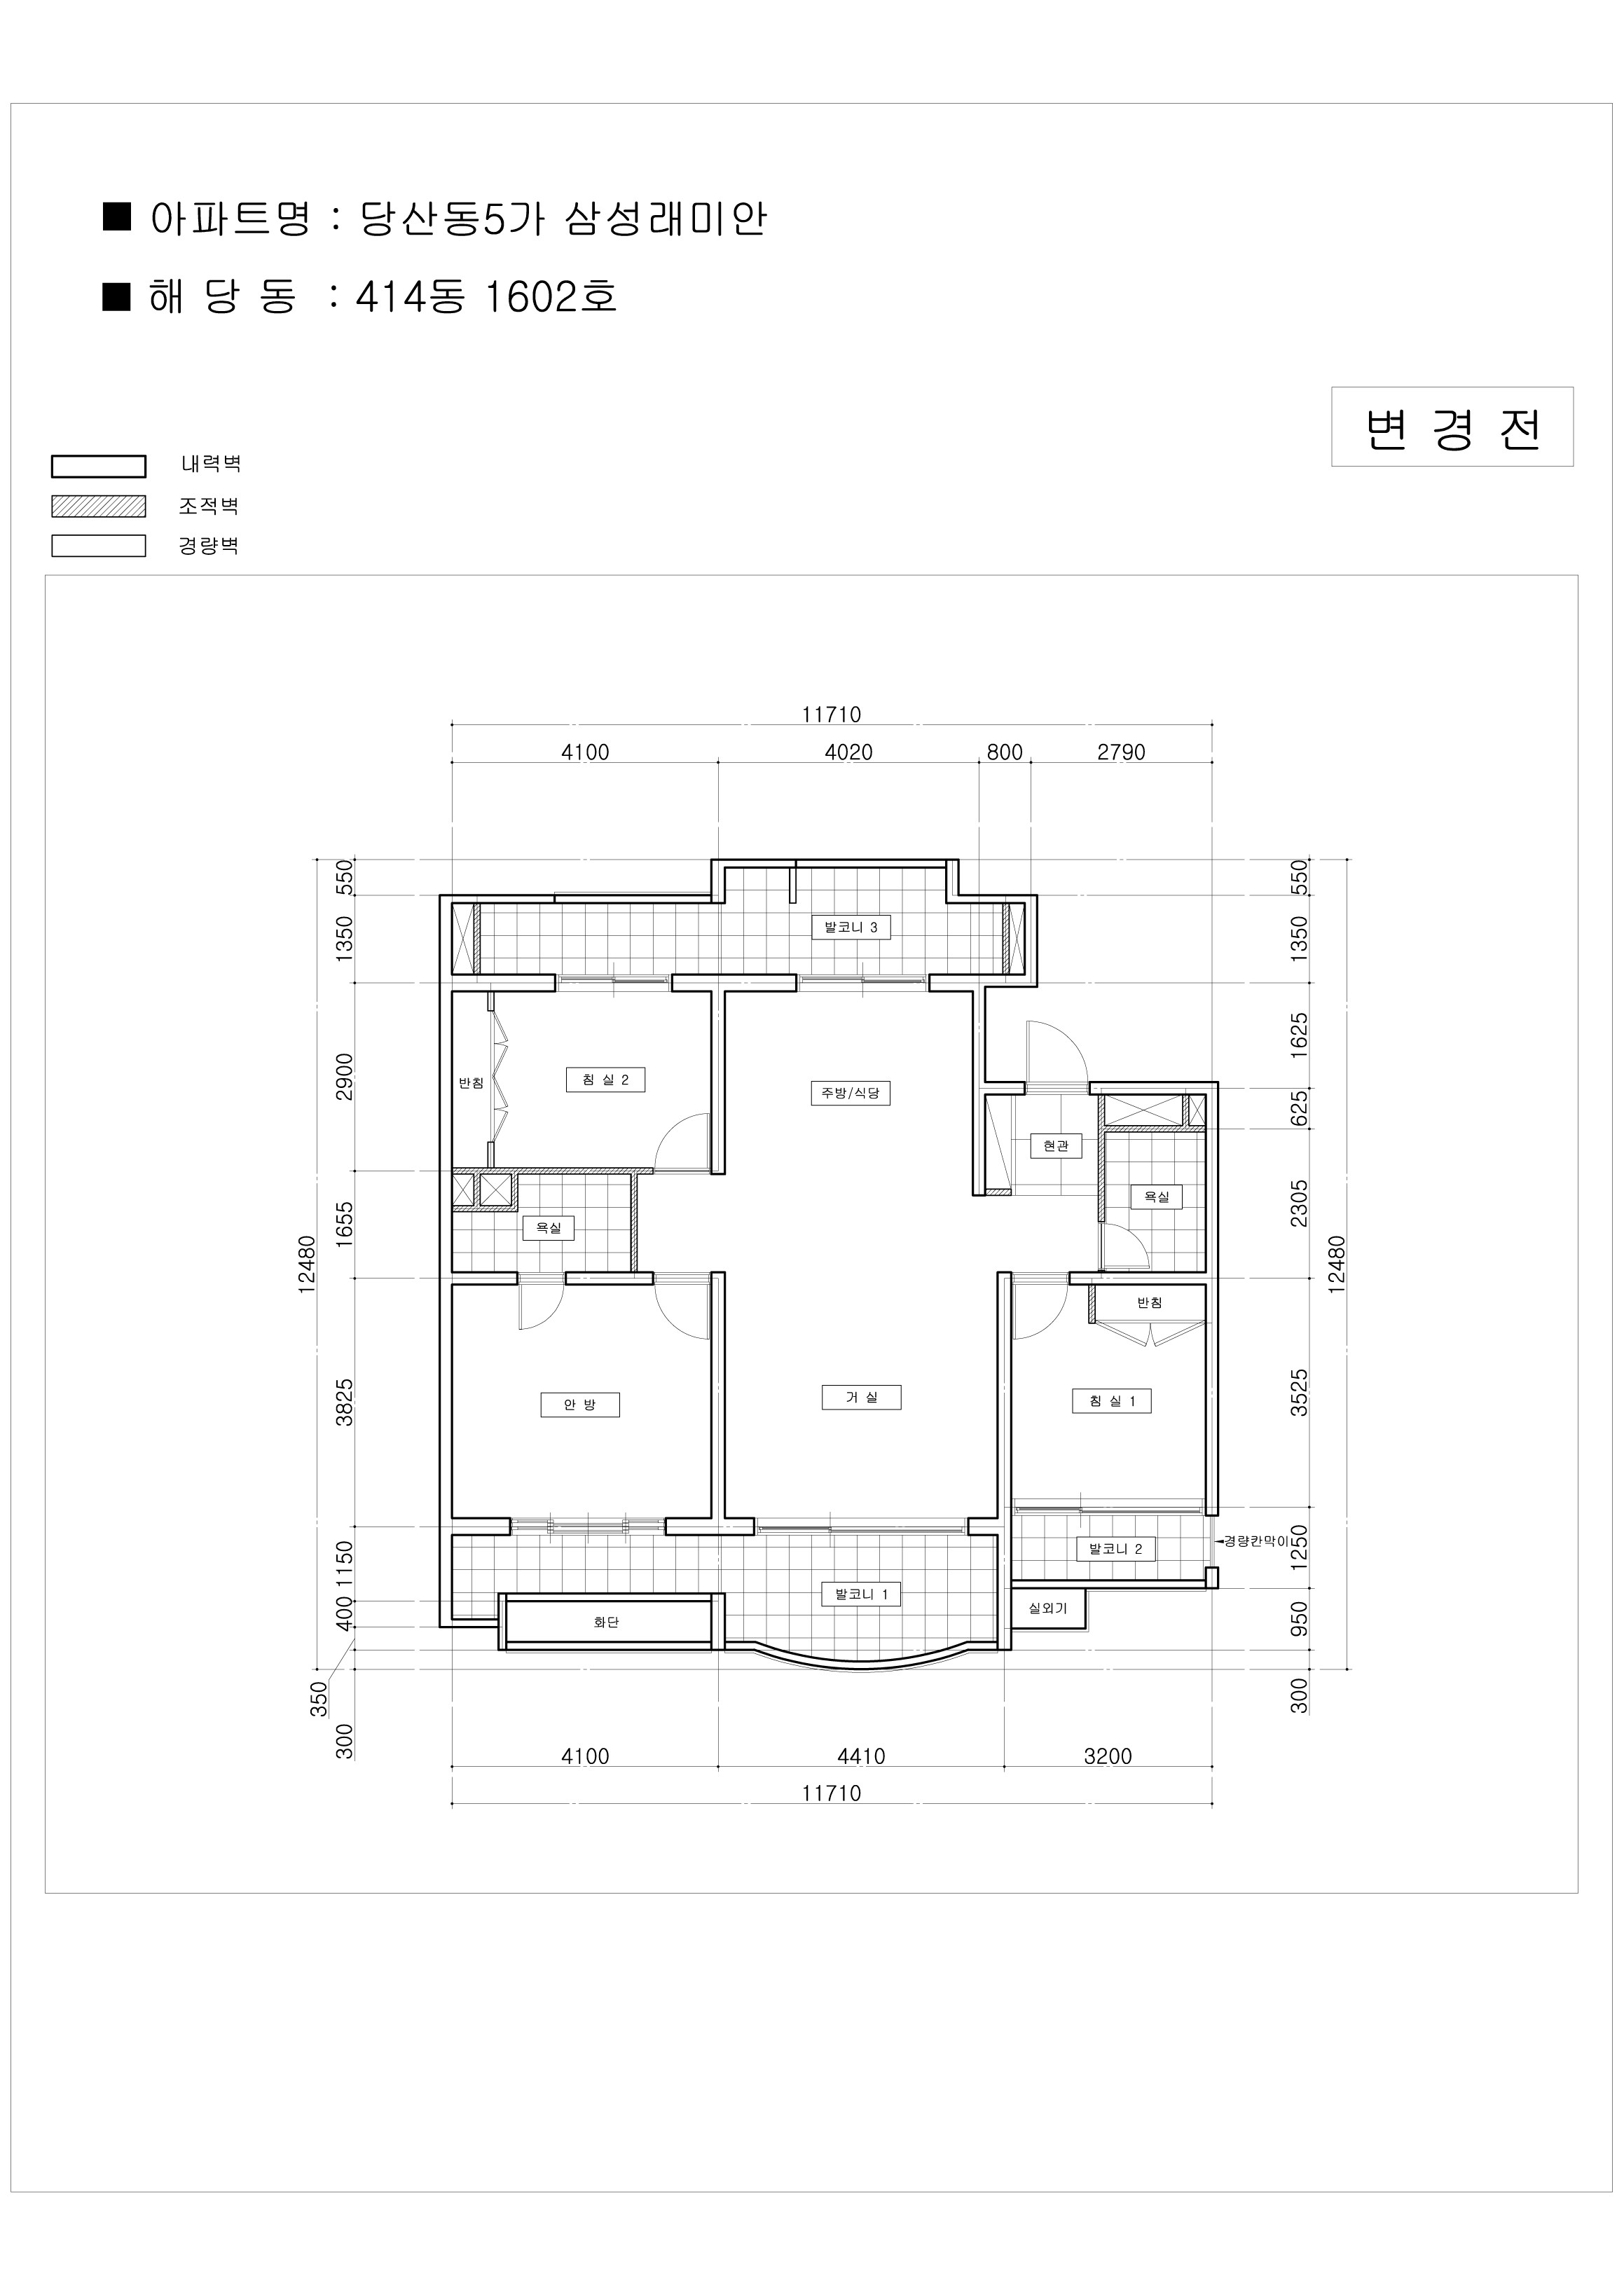 ■ 아파트명 : 당산동5가 삼성래미안
■ 해 당 동 : 414동 1602호
변 경 전
내력벽
조적벽
경량벽
11710
4100 4020 800 2790
550 550
1350 1350
발코니 3
1625
2900
반침
침 실 2
주방/식당
625
현관
욕실
2305
1655
욕실
12480 12480
반침
3825
안 방
거 실
침 실 1
3525
1150
발코니 2
경량칸막이
1250
발코니 1
400
화단
실외기
950
350
300 300
4100 4410 3200
11710